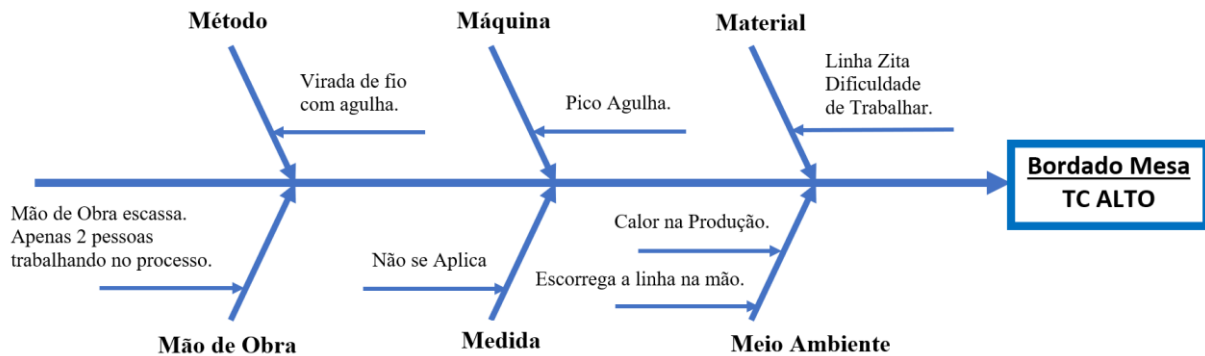 Método
Máquina
Material
Virada de fio
com agulha.
Pico Agulha.
Linha Zita
Dificuldade
de Trabalhar.
Bordado Mesa
TC ALTO
Mão de Obra escassa.
Apenas 2 pessoas
trabalhando no processo.
Não se Aplica
Calor na Produção.
Escorrega a linha na mão.
Mão de Obra
Medida
Meio Ambiente